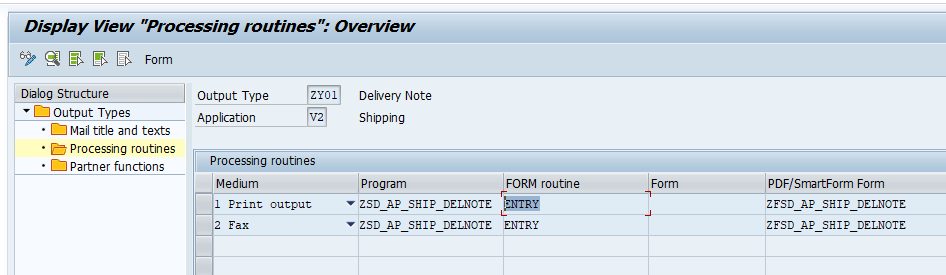 Display View "Processing routines": Overview
Form
Dialog Structure
Output Types
Mail title and texts
Processing routines
Partner functions
Output Type ZY01 Delivery Note
Application V2 Shipping
Processing routines
Medium Program FORM routine Form PDF/SmartForm Form
1 Print output ZSD_AP_SHIP_DELNOTE ENTRY ZFSD_AP_SHIP_DELNOTE
2 Fax ZSD_AP_SHIP_DELNOTE ENTRY ZFSD_AP_SHIP_DELNOTE